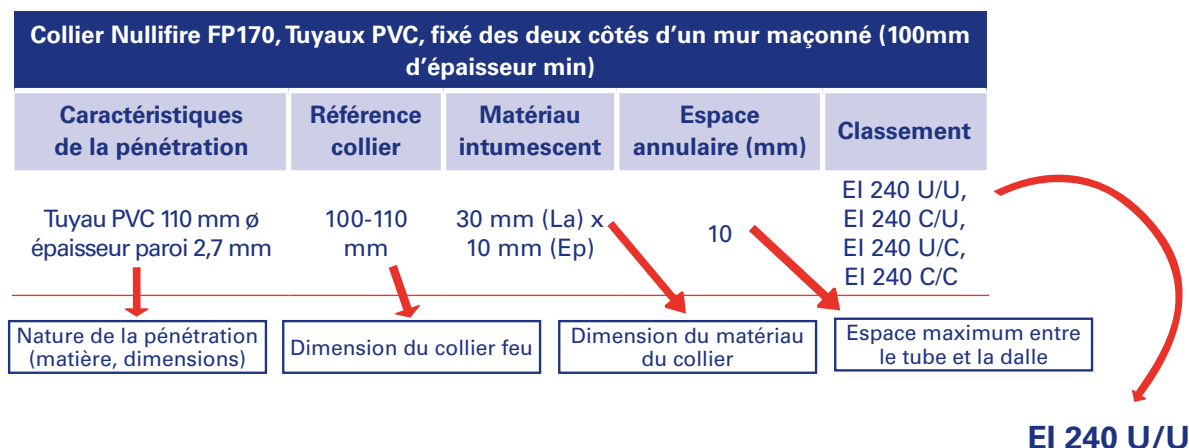 Collier Nullifire FP170, Tuyaux PVC, fixé des deux côtés d'un mur maçonné (100mm
d'épaisseur min)
Caractéristiques
de la pénétration
Référence
collier
Matériau
intumescent
Espace
annulaire (mm)
Classement
Tuyau PVC 110 mm ø
épaisseur paroi 2,7 mm
100-110
mm
30 mm (La) x
10 mm (Ep)
10
EI 240 U/U,
EI 240 C/U,
EI 240 U/C,
EI 240 C/C
Nature de la pénétration
(matière, dimensions)
Dimension du collier feu
Dimension du matériau
du collier
Espace maximum entre
le tube et la dalle
EI 240 U/U